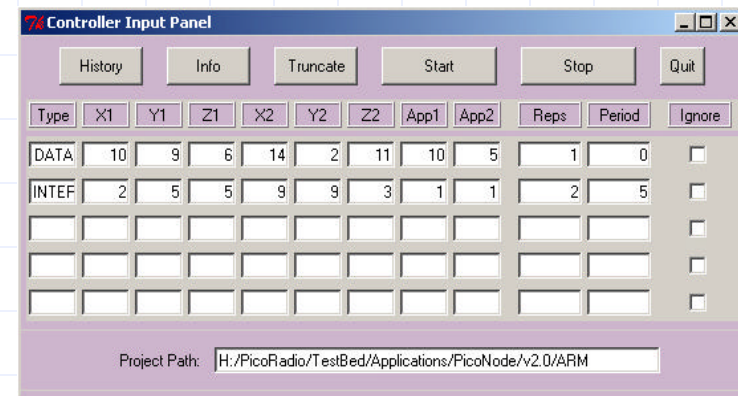 Controller Input Panel
History Info Truncate Start Stop Quit
Type X1 Y1 Z1 X2 Y2 Z2 App1 App2 Reps Period Ignore
DATA 10 9 6 14 2 11 10 5 1 0
INTEF 2 5 5 9 9 3 1 1 2 5
Project Path: H:/PicoRadio/TestBed/Applications/PicoNode/v2.0/ARM